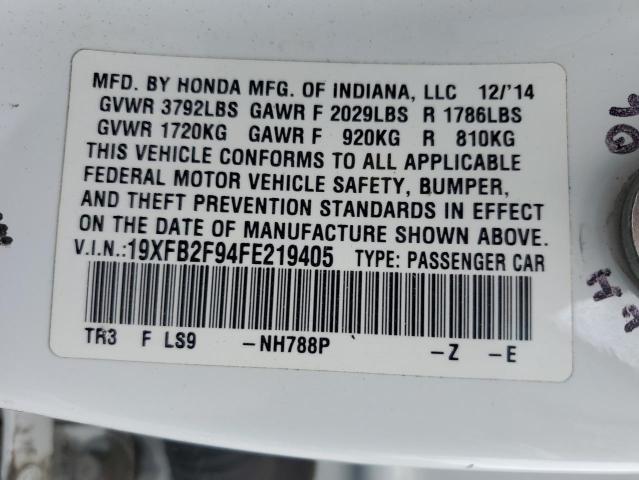 MFD. BY HONDA MFG. OF INDIANA, LLC 12/'14
GVWR 3792LBS GAWR F 2029LBS R 1786LBS
GVWR 1720KG GAWR F 920KG R 810KG
THIS VEHICLE CONFORMS TO ALL APPLICABLE
FEDERAL MOTOR VEHICLE SAFETY, BUMPER,
AND THEFT PREVENTION STANDARDS IN EFFECT
ON THE DATE OF MANUFACTURE SHOWN ABOVE.
V.I.N.:19XFB2F94FE219405 TYPE: PASSENGER CAR
TR3 F LS9 -NH788P -Z -E